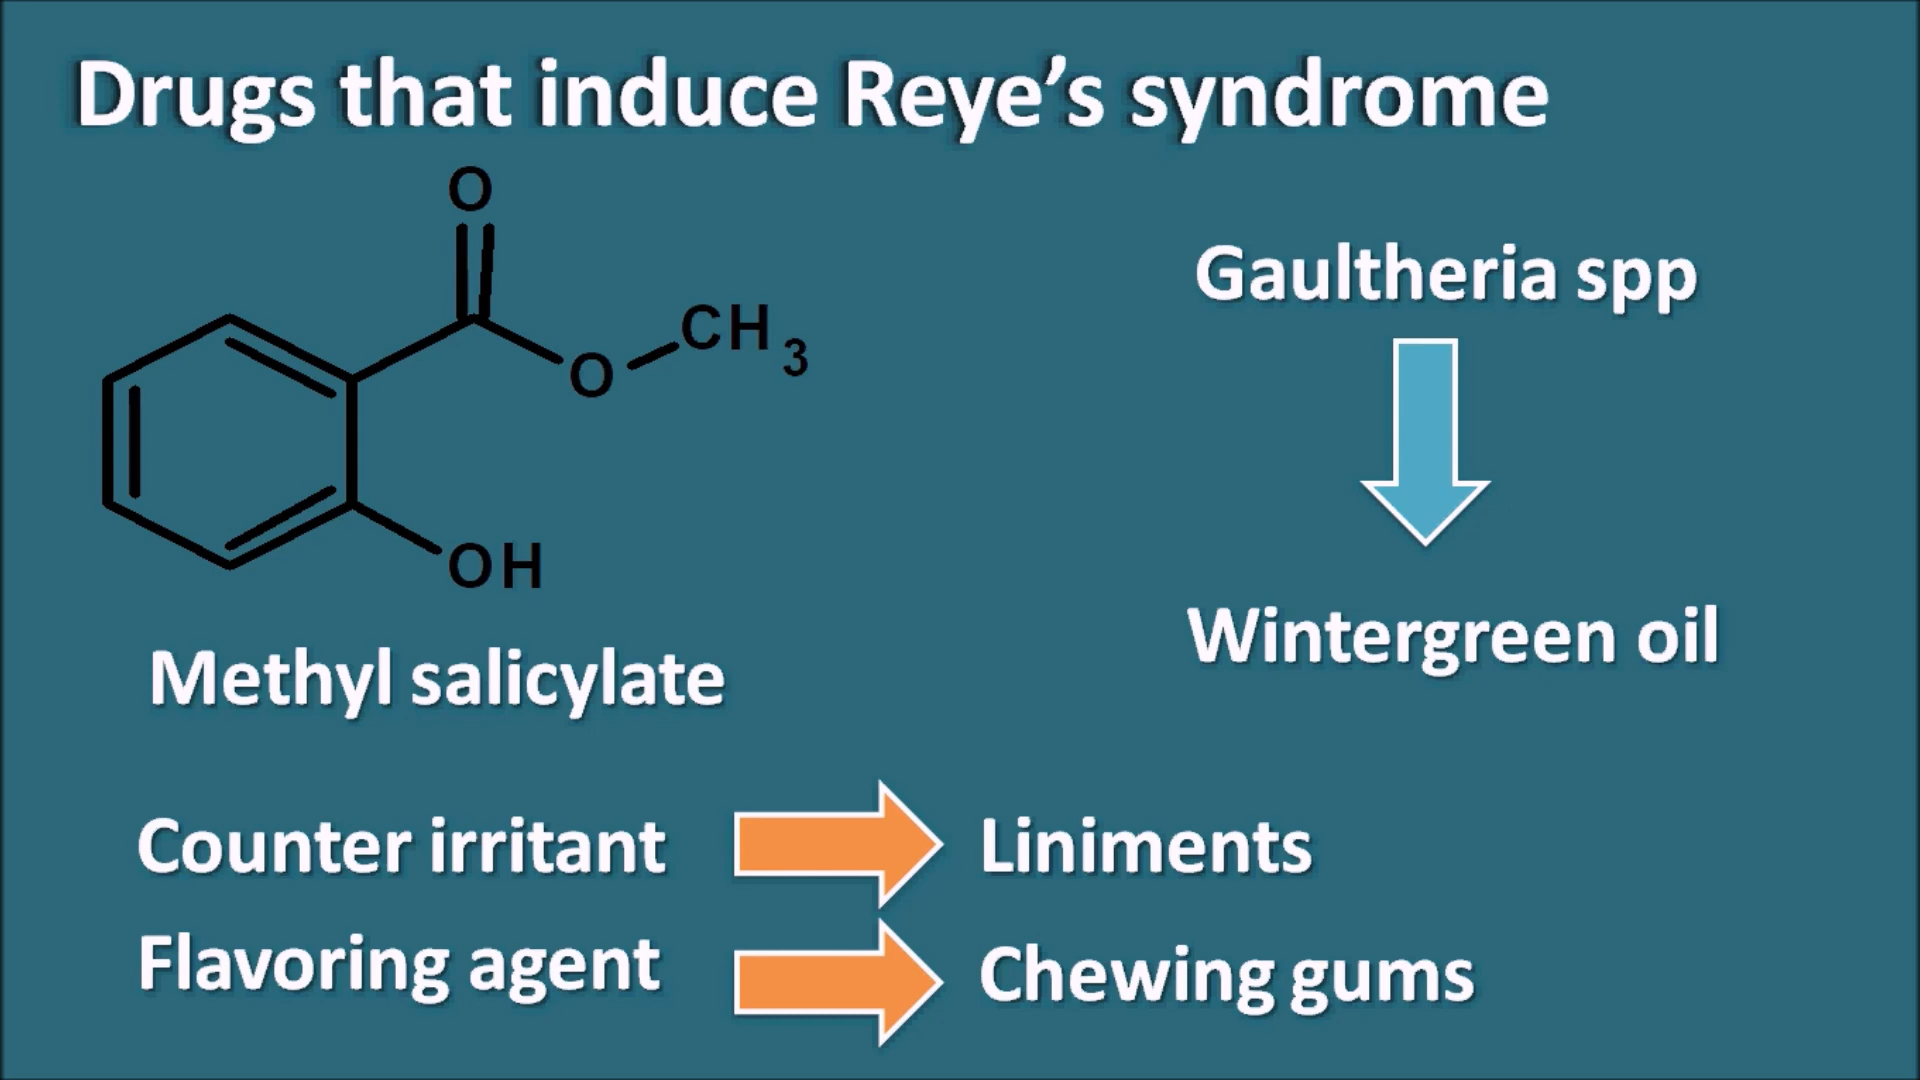 Drugs that induce Reye’s syndrome
O
CH3
O
OH
Methyl salicylate
Gaultheria spp
Wintergreen oil
Counter irritant
Liniments
Flavoring agent
Chewing gums